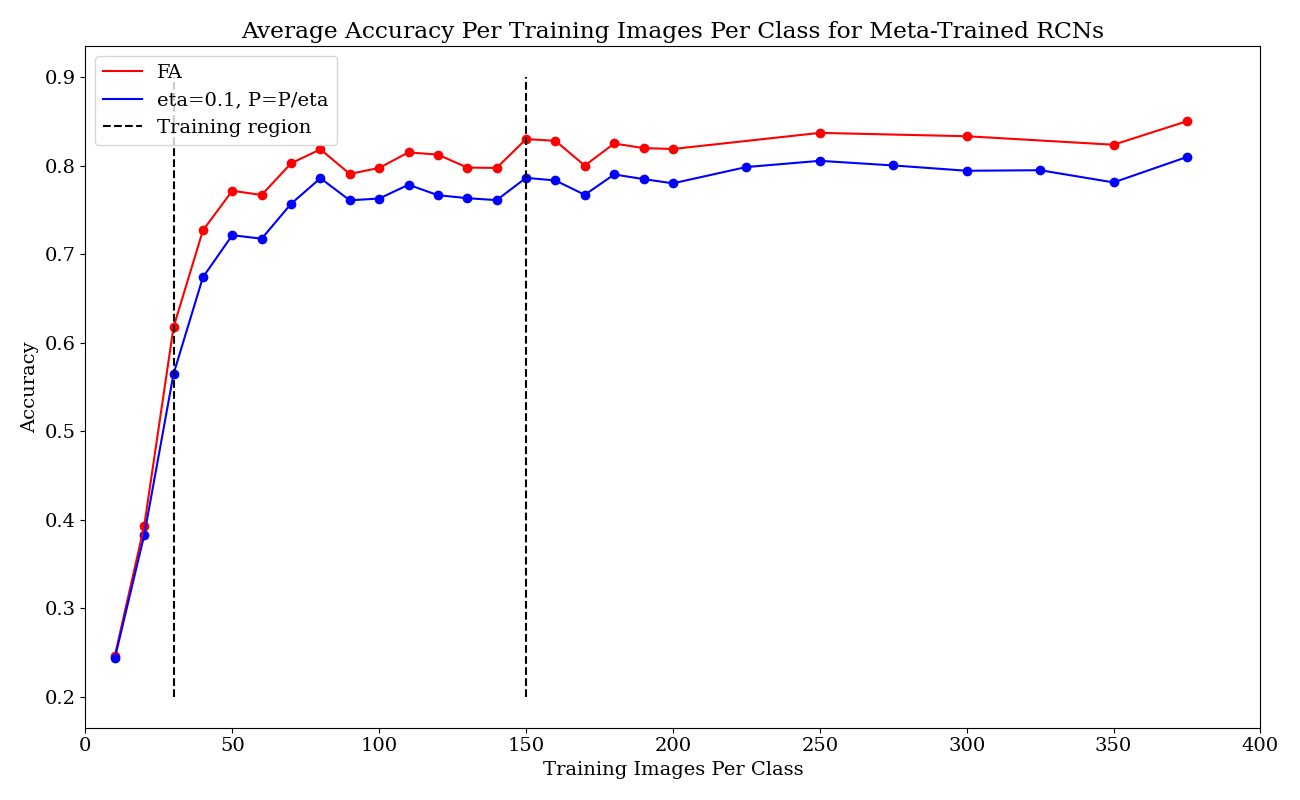 Average Accuracy Per Training Images Per Class for Meta-Trained RCNs
FA
eta=0.1, P=P/eta
Training region
0.9
0.8
0.7
0.6
0.5
0.4
0.3
0.2
Accuracy
0 50 100 150 200 250 300 350 400
Training Images Per Class